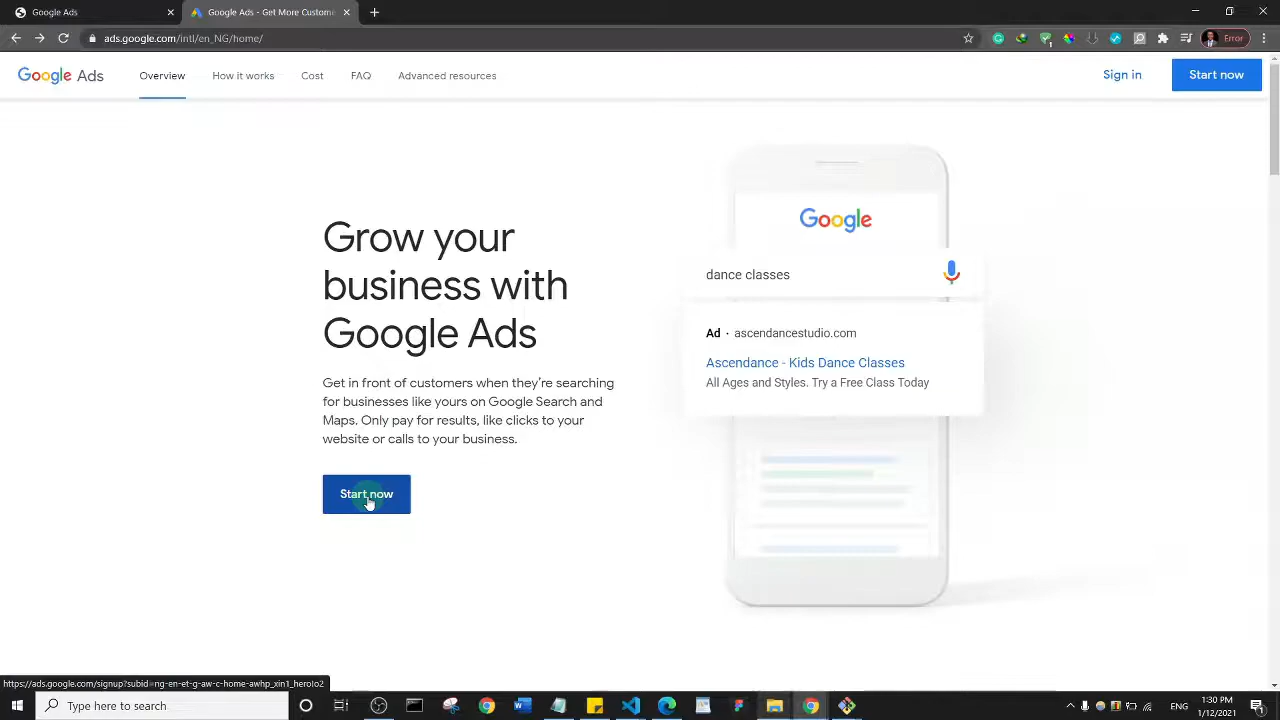 Google Ads
Google Ads - Get More Custome
ads.google.com/intl/en_NG/home/
Error
Google Ads
Overview
How it works
Cost
FAQ
Advanced resources
Sign in
Start now
Grow your
business with
Google Ads
Get in front of customers when they're searching
for businesses like yours on Google Search and
Maps. Only pay for results, like clicks to your
website or calls to your business.
Start now
Google
dance classes
Ad · ascendancestudio.com
Ascendance - Kids Dance Classes
All Ages and Styles. Try a Free Class Today
https://ads.google.com/signup?subid=ng-en-et-g-aw-c-home-awhp_xin1_hero!o2
Type here to search
ENG
1:30 PM
1/12/2021